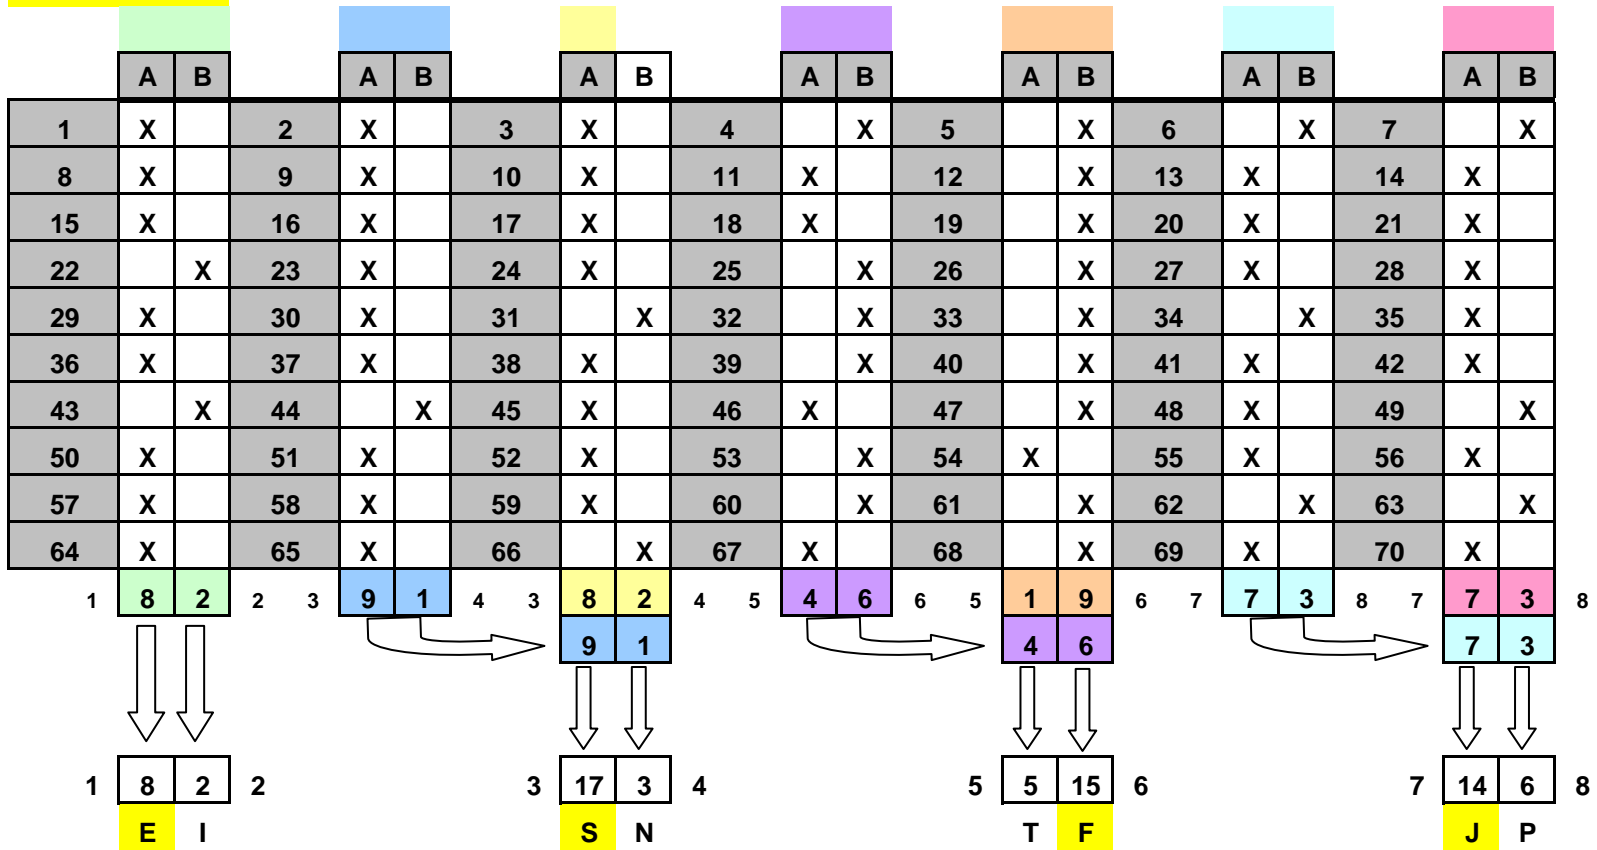 A B A B A B A B A B A B A B
1 X 2 X 3 X 4 X 5 X 6 X 7 X
8 X 9 X 10 X 11 X 12 X 13 X 14 X
15 X 16 X 17 X 18 X 19 X 20 X 21 X
22 X 23 X 24 X 25 X 26 X 27 X 28 X
29 X 30 X 31 X 32 X 33 X 34 X 35 X
36 X 37 X 38 X 39 X 40 X 41 X 42 X
43 X 44 X 45 X 46 X 47 X 48 X 49 X
50 X 51 X 52 X 53 X 54 X 55 X 56 X
57 X 58 X 59 X 60 X 61 X 62 X 63 X
64 X 65 X 66 X 67 X 68 X 69 X 70 X
1 8 2 2 3 9 1 4 3 8 2 4 5 4 6 6 5 1 9 6 7 7 3 8 7 7 3 8
9 1 4 6 7 3
1 8 2 2 3 17 3 4 5 5 15 6 7 14 6 8
E I S N T F J P